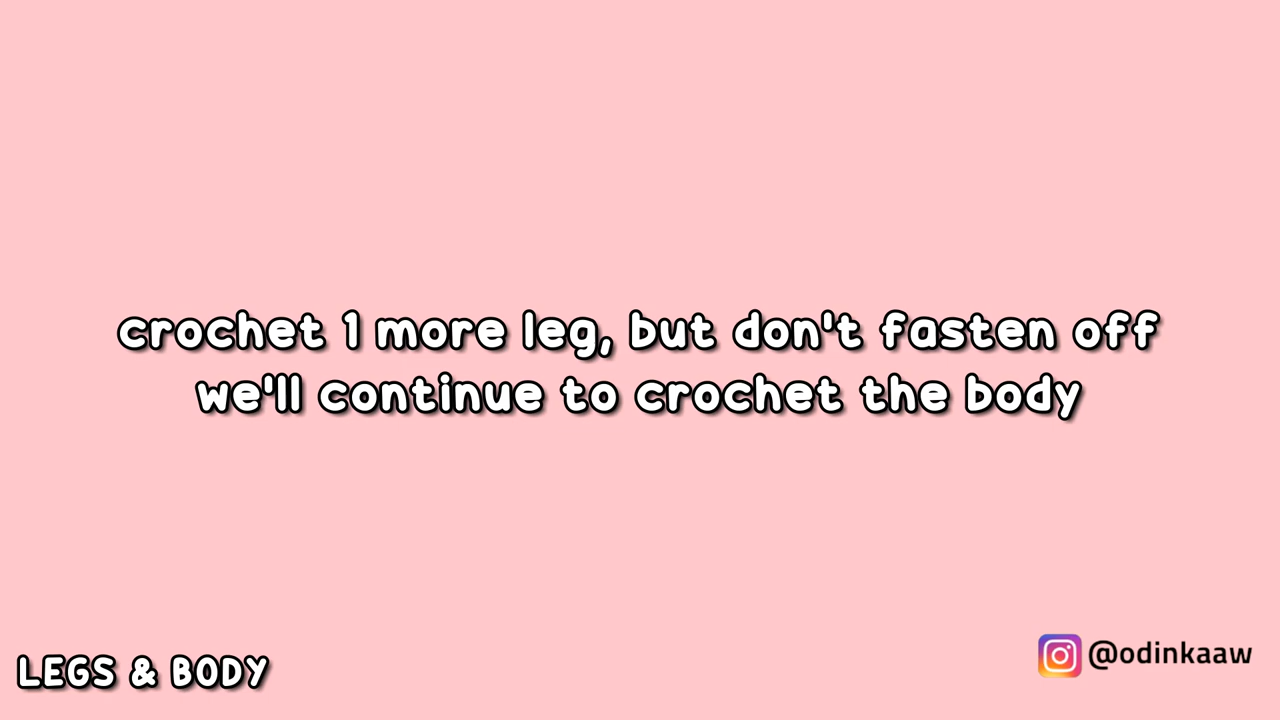 crochet 1 more leg, but don't fasten off
we'll continue to crochet the body
LEGS & BODY
@odinkaaw